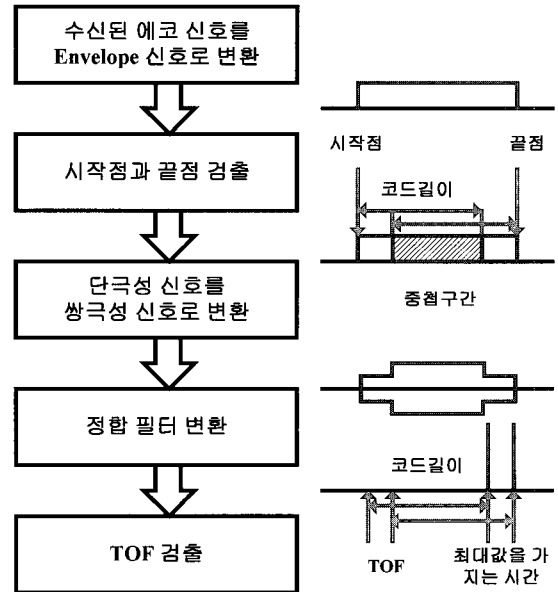 수신된 에코 신호를
Envelope 신호로 변환
시작점과 끝점 검출
단극성 신호를
쌍극성 신호로 변환
정합 필터 변환
TOF 검출
시작점
끝점
코드길이
중첩구간
코드길이
TOF
최대값을 가
지는 시간